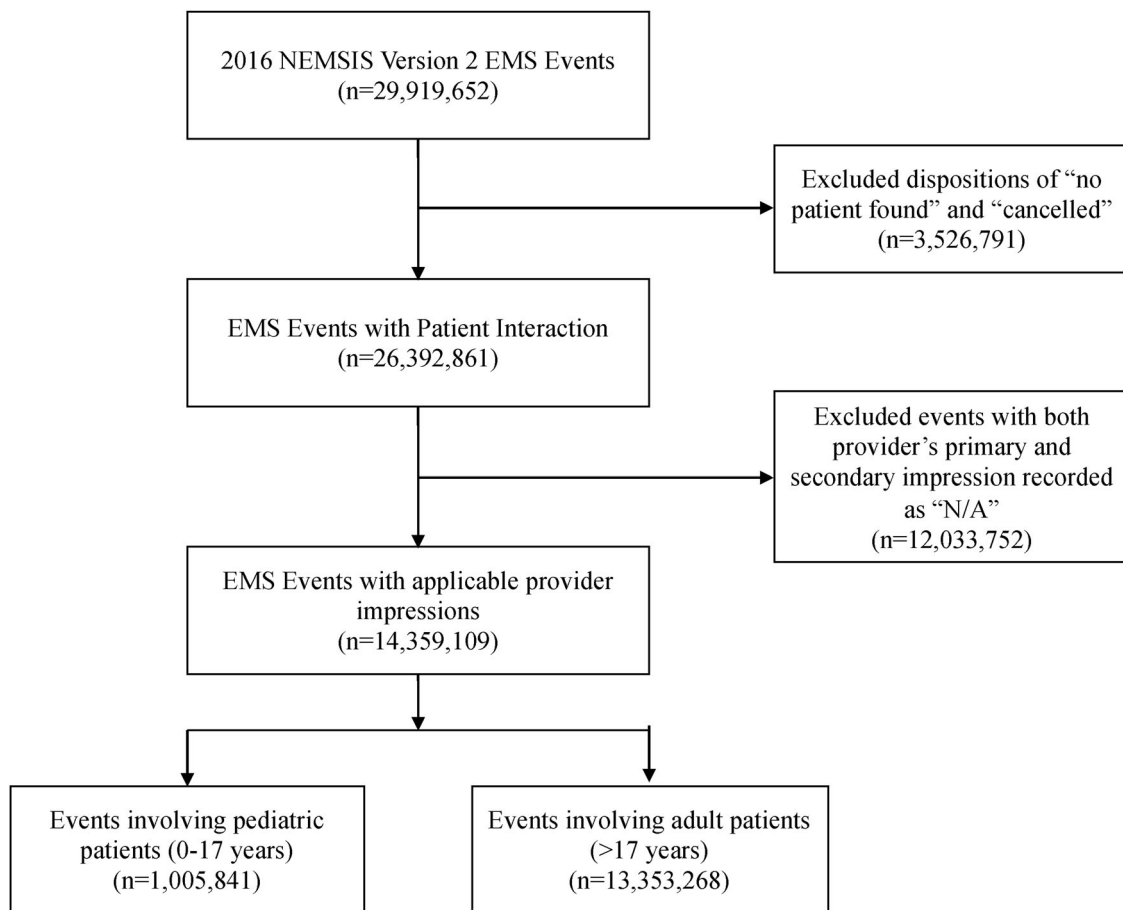 2016 NEMSIS Version 2 EMS Events
(n=29,919,652)
Excluded dispositions of “no
patient found” and “cancelled”
(n=3,526,791)
EMS Events with Patient Interaction
(n=26,392,861)
Excluded events with both
provider’s primary and
secondary impression recorded
as “N/A”
(n=12,033,752)
EMS Events with applicable provider
impressions
(n=14,359,109)
Events involving pediatric
patients (0-17 years)
(n=1,005,841)
Events involving adult patients
(>17 years)
(n=13,353,268)